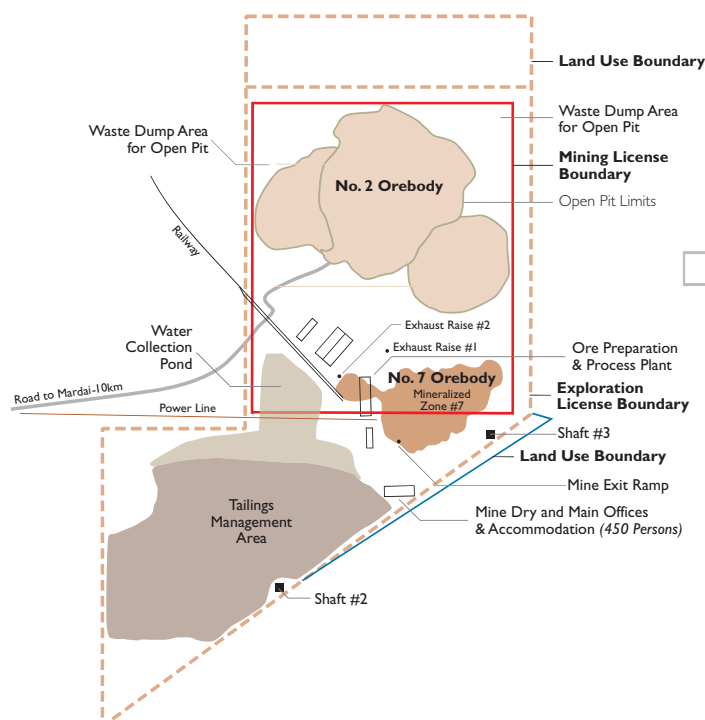 Land Use Boundary
Waste Dump Area
for Open Pit
Waste Dump Area
for Open Pit
Mining License
Boundary
No. 2 Orebody
Open Pit Limits
Railway
Exhaust Raise #2
Water
Collection
Pond
Exhaust Raise #1
Ore Preparation
& Process Plant
No. 7 Orebody
Mineralized
Zone #7
Exploration
License Boundary
Road to Mardai-10km
Power Line
Shaft #3
Land Use Boundary
Mine Exit Ramp
Tailings
Management
Area
Mine Dry and Main Offices
& Accommodation (450 Persons)
Shaft #2